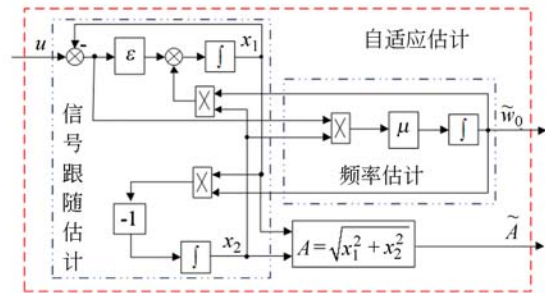 自适应估计
u
-
ε
∫
x₁
信号跟随估计
w̃₀
μ
∫
频率估计
-1
∫
x₂
A=√x₁²+x₂²
Ã